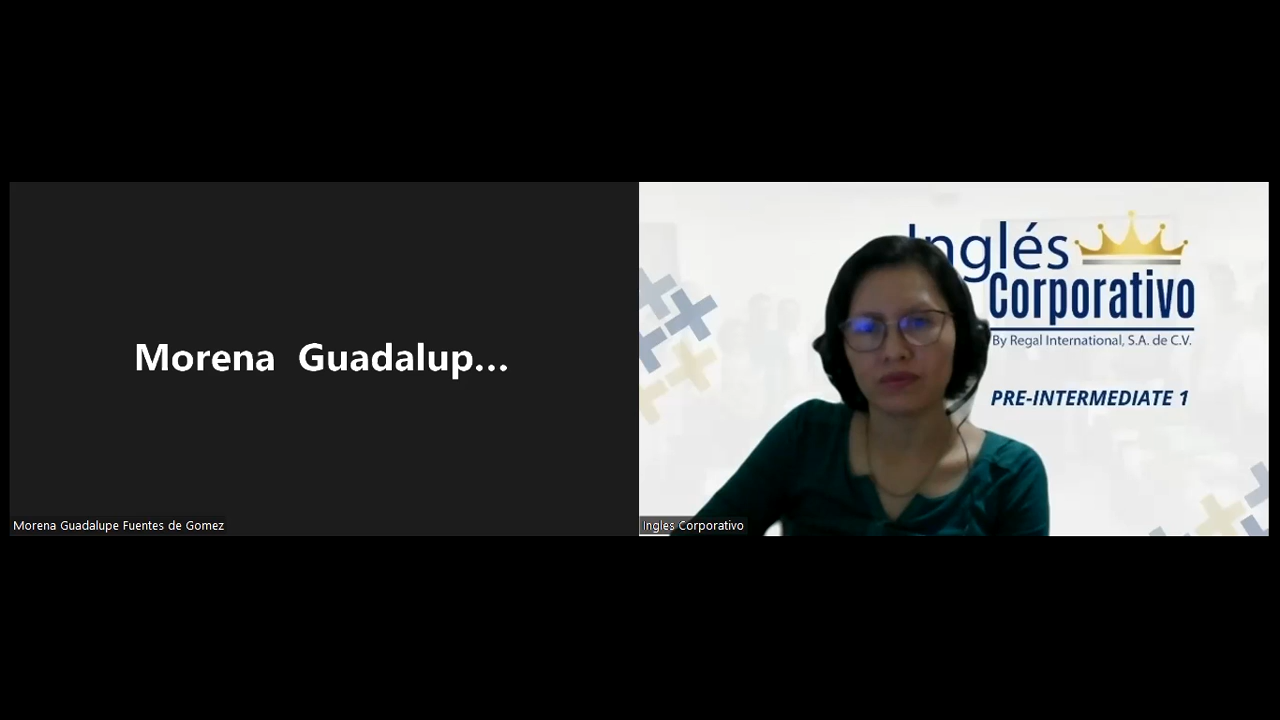 Morena Guadalup...
Morena Guadalupe Fuentes de Gomez
Inglés
Corporativo
By Regal International, S.A. de C.V.
PRE-INTERMEDIATE 1
Ingles Corporativo